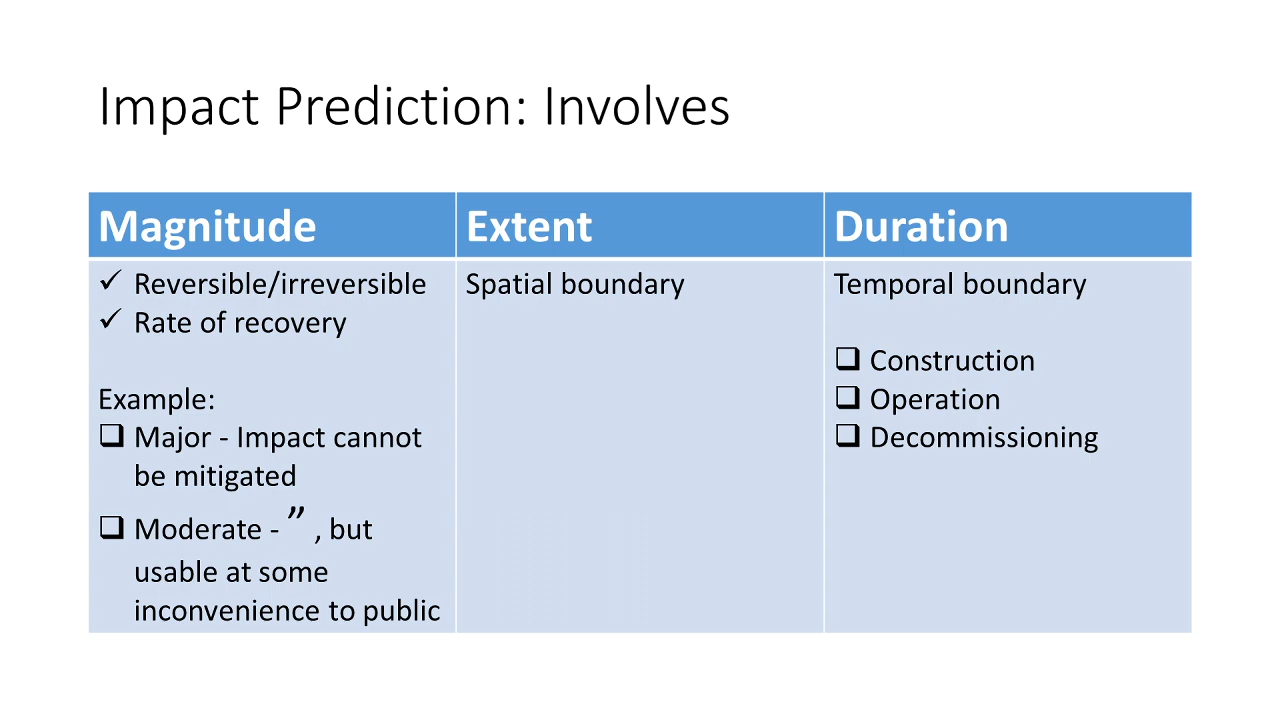 Impact Prediction: Involves
Magnitude
✓ Reversible/irreversible
✓ Rate of recovery
Example:
❑ Major - Impact cannot
be mitigated
❑ Moderate - ” , but
usable at some
inconvenience to public
Extent
Spatial boundary
Duration
Temporal boundary
❑ Construction
❑ Operation
❑ Decommissioning